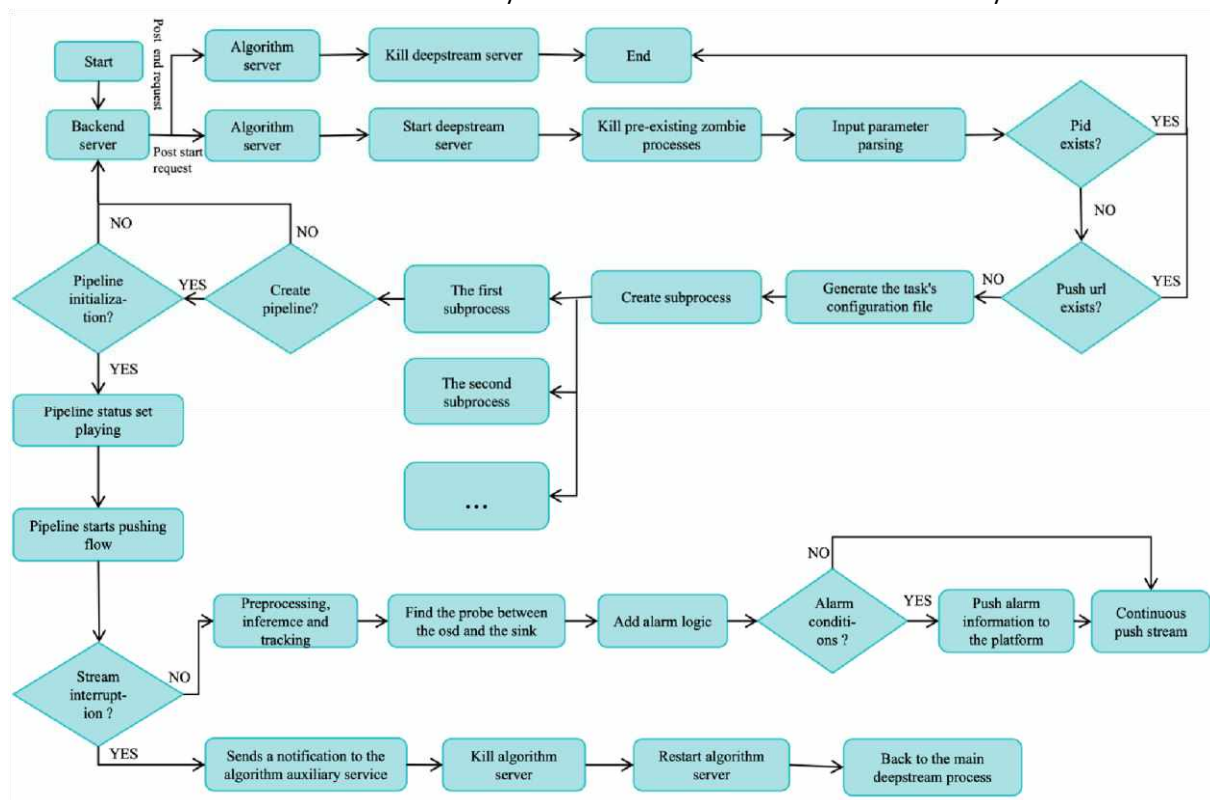 Start
Post end request
Algorithm
server
Kill deepstream server
End
Backend
server
Post start
request
Algorithm
server
Start deepstream
server
Kill pre-existing zombie
processes
Input parameter
parsing
Pid
exists?
YES
NO
NO
NO
Pipeline
initializa-
tion?
YES
Create
pipeline?
The first
subprocess
Create subprocess
Generate the task's
configuration file
NO
Push url
exists?
YES
YES
The second
subprocess
Pipeline status set
playing
...
Pipeline starts pushing
flow
NO
Preprocessing,
inference and
tracking
Find the probe between
the osd and the sink
Add alarm logic
Alarm
conditi-
ons ?
YES
Push alarm
information to
the platform
Continuous
push stream
Stream
interrupt-
ion ?
NO
YES
Sends a notification to the
algorithm auxiliary service
Kill algorithm
server
Restart algorithm
server
Back to the main
deepstream process